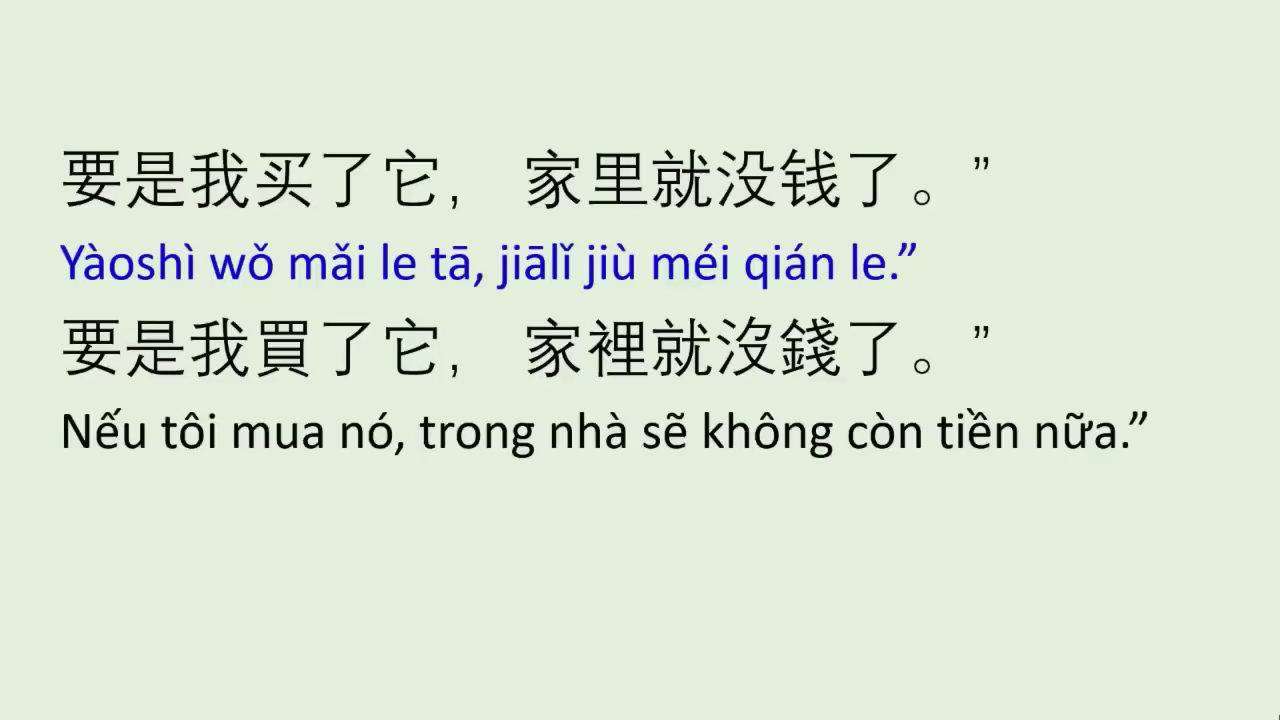 要是我买了它, 家里就没钱了。”
Yàoshì wǒ mǎi le tā, jiālǐ jiù méi qián le.”
要是我買了它, 家裡就沒錢了。”
Nếu tôi mua nó, trong nhà sẽ không còn tiền nữa.”